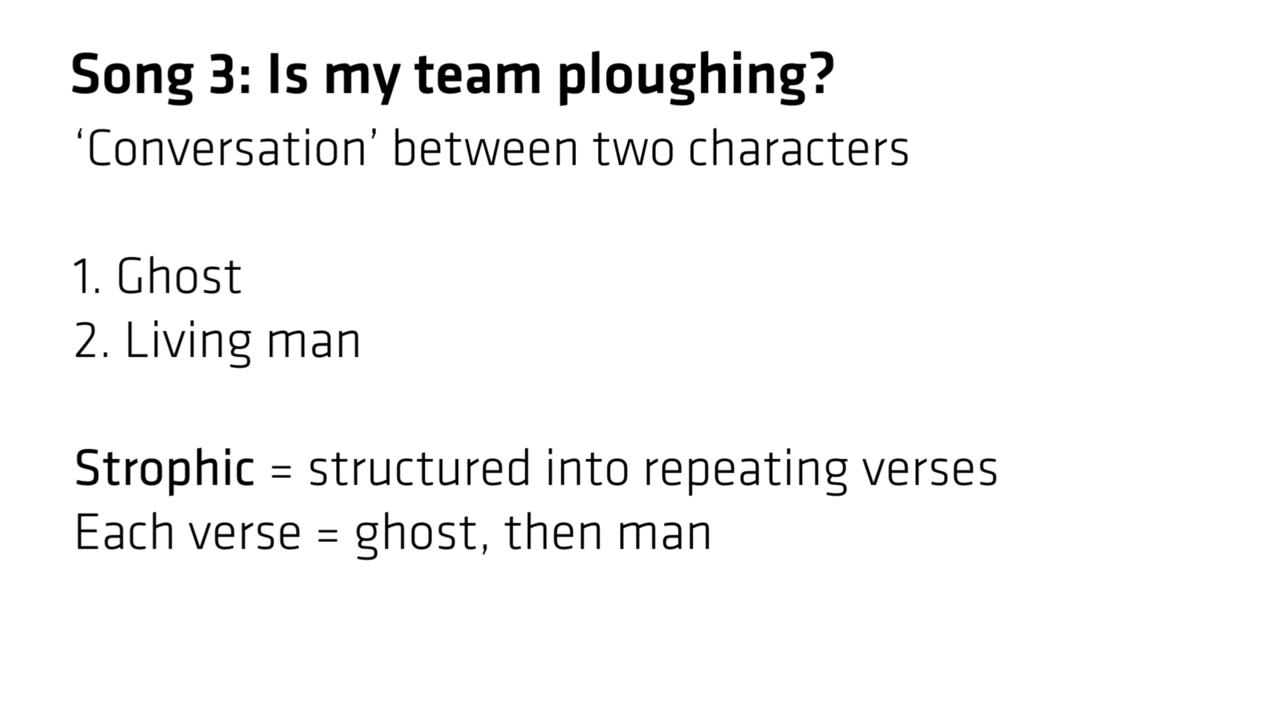 Song 3: Is my team ploughing?
‘Conversation’ between two characters
1. Ghost
2. Living man
Strophic = structured into repeating verses
Each verse = ghost, then man